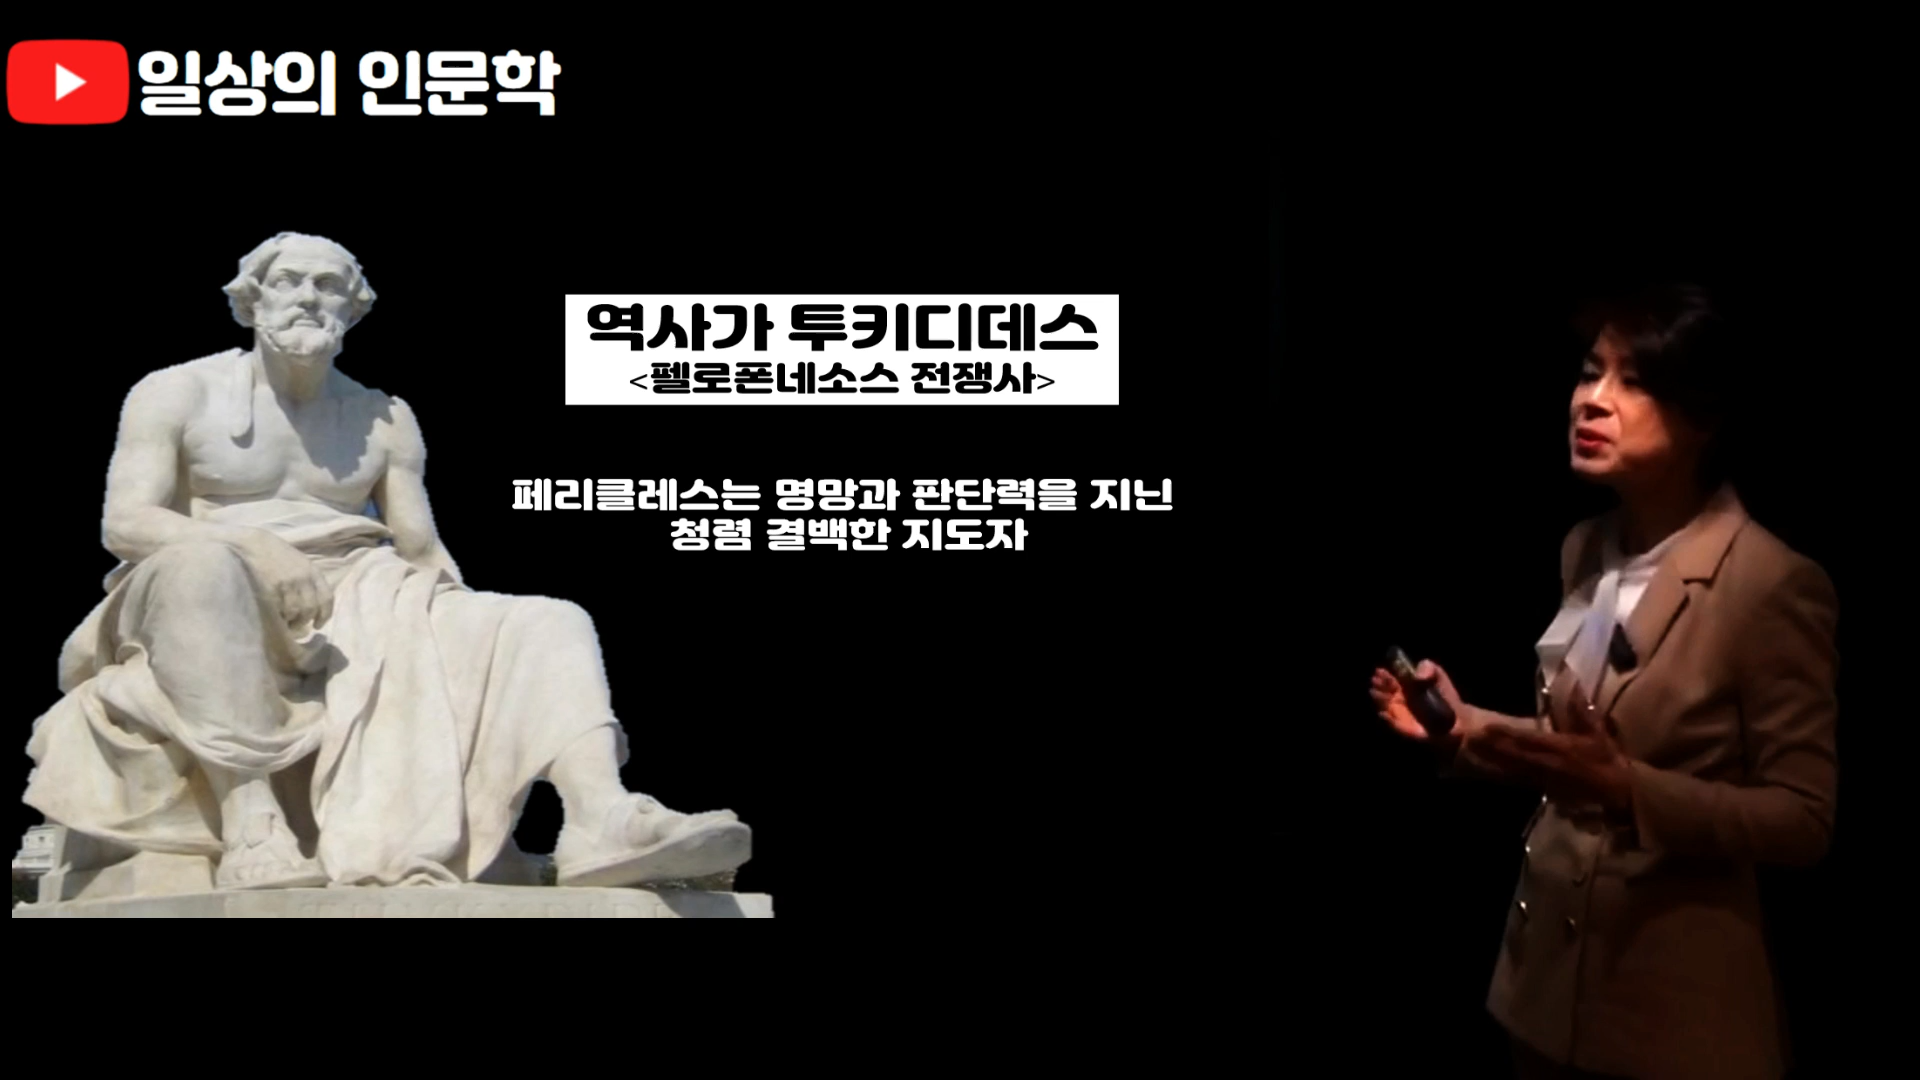 일상의 인문학
역사가 투키디데스
<펠로폰네소스 전쟁사>
페리클레스는 명망과 판단력을 지닌
청렴 결백한 지도자